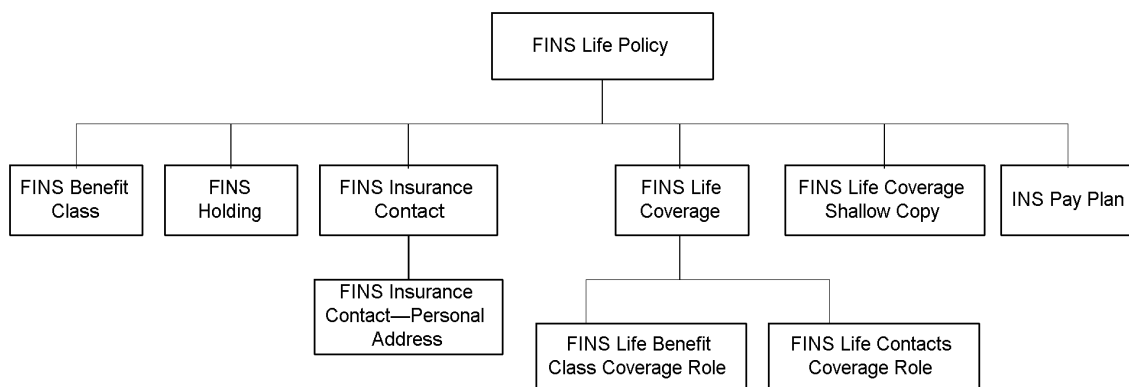 FINS Life Policy
FINS Benefit
Class
FINS
Holding
FINS Insurance
Contact
FINS Life
Coverage
FINS Life Coverage
Shallow Copy
INS Pay Plan
FINS Insurance
Contact—Personal
Address
FINS Life Benefit
Class Coverage Role
FINS Life Contacts
Coverage Role